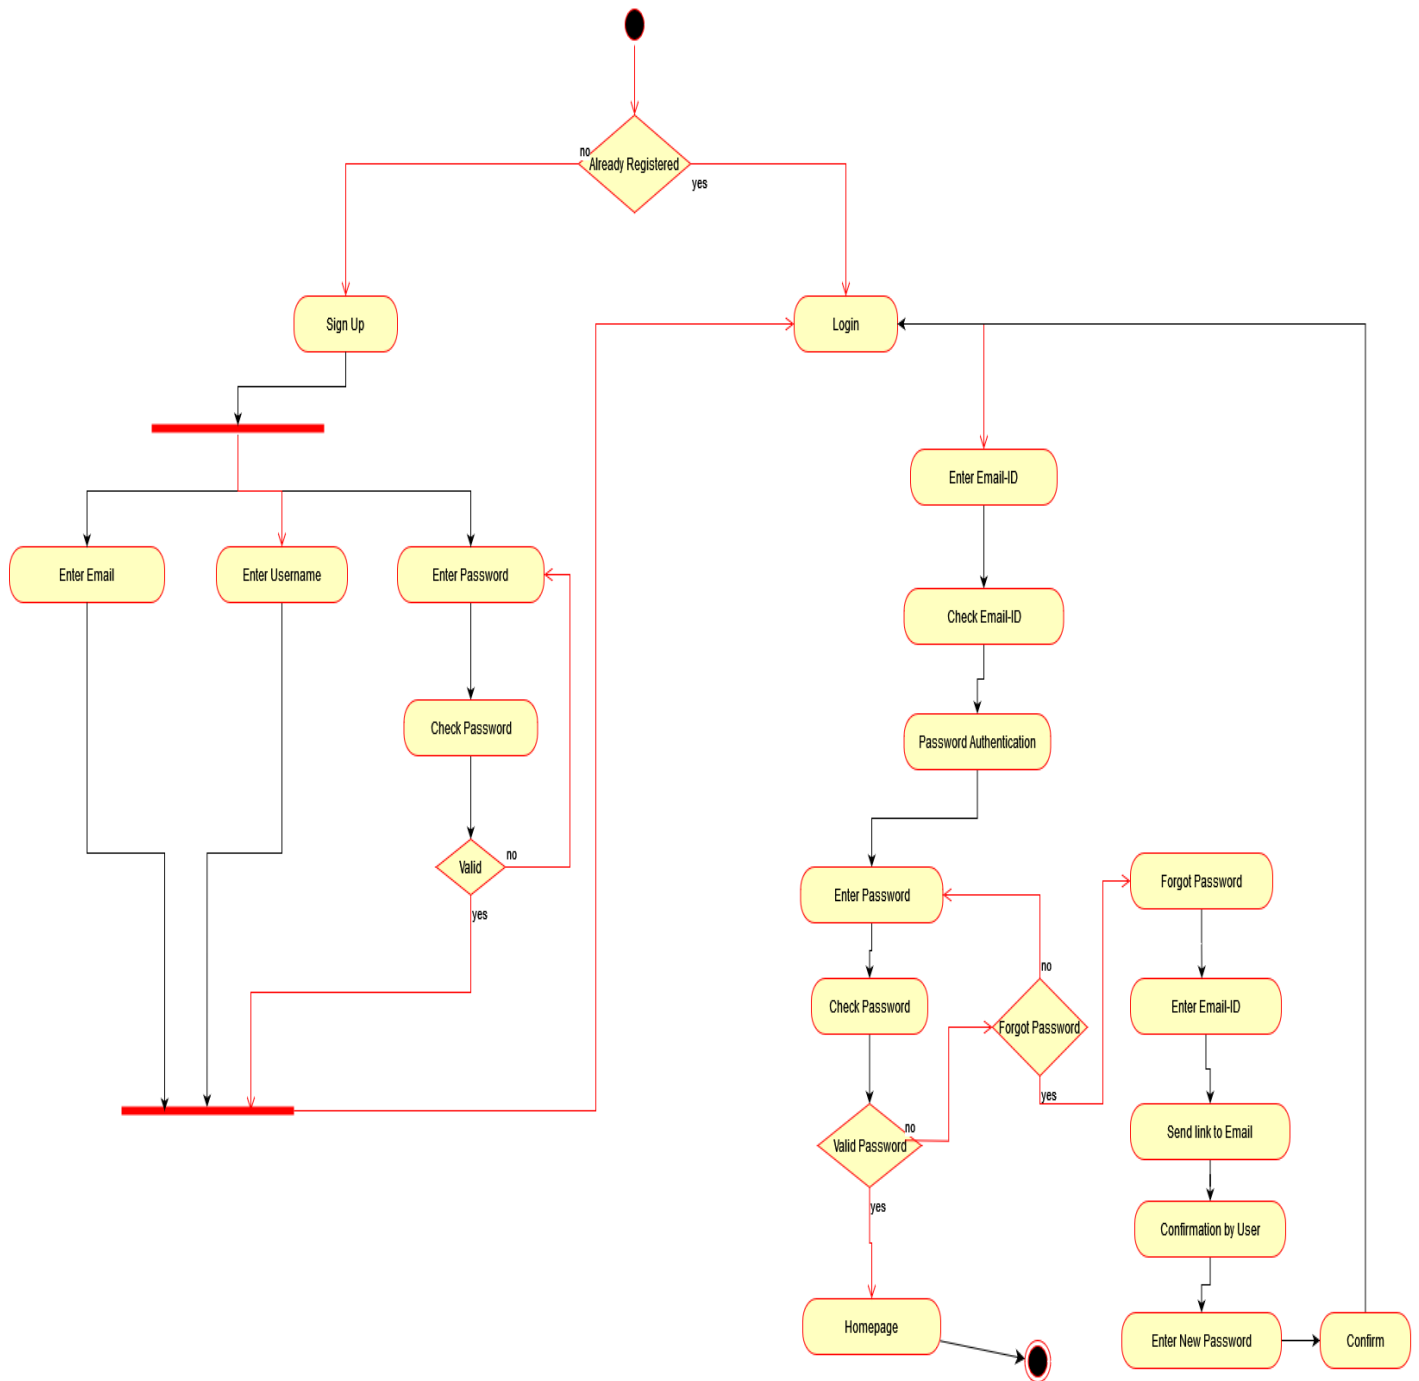 no
Already Registered
yes
Sign Up
Login
Enter Email-ID
Enter Email
Enter Username
Enter Password
Check Email-ID
Check Password
Password Authentication
Valid
no
yes
Enter Password
Forgot Password
no
Check Password
Forgot Password
Enter Email-ID
yes
no
Valid Password
Send link to Email
yes
Confirmation by User
Homepage
Enter New Password
Confirm